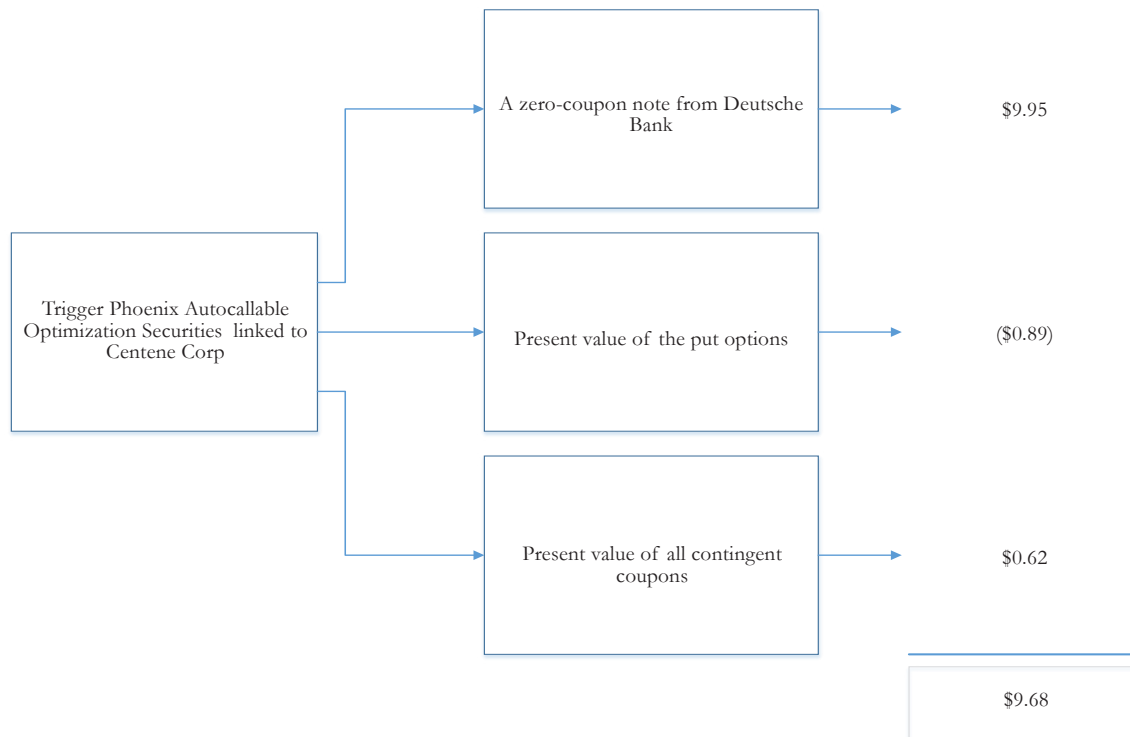 A zero-coupon note from Deutsche
Bank
$9.95
Trigger Phoenix Autocallable
Optimization Securities linked to
Centene Corp
Present value of the put options
($0.89)
Present value of all contingent
coupons
$0.62
$9.68